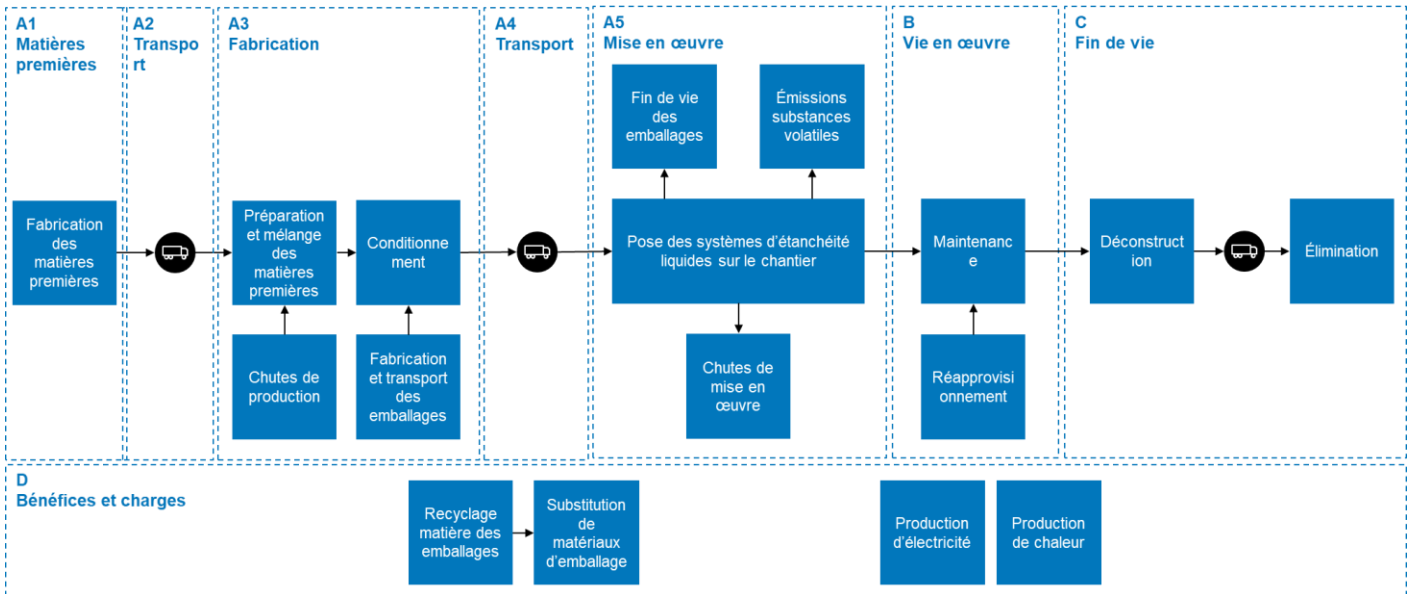 A1
Matières
premières
A2
Transpo
rt
A3
Fabrication
A4
Transport
A5
Mise en œuvre
B
Vie en œuvre
C
Fin de vie
Fin de vie
des
emballages
Émissions
substances
volatiles
Fabrication
des
matières
premières
Préparation
et mélange
des
matières
premières
Conditionne
ment
Pose des systèmes d'étanchéité
liquides sur le chantier
Maintenanc
e
Déconstruct
ion
Élimination
Chutes de
production
Fabrication
et transport
des
emballages
Chutes de
mise en
œuvre
Réapprovisi
onnement
D
Bénéfices et charges
Recyclage
matière des
emballages
Substitution
de
matériaux
d'emballage
Production
d'électricité
Production
de chaleur